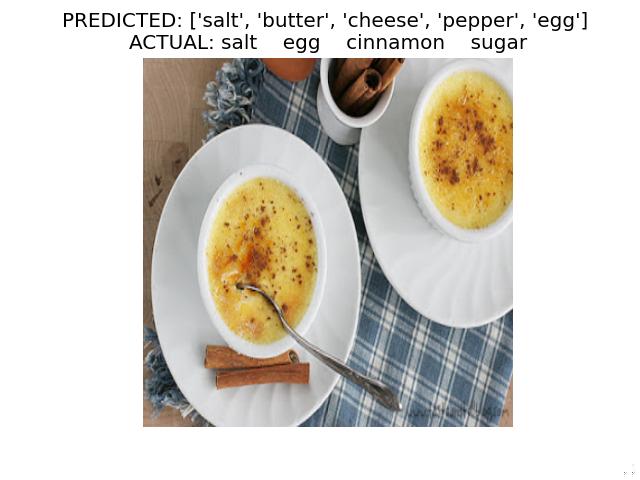 PREDICTED: ['salt', 'butter', 'cheese', 'pepper', 'egg']
ACTUAL: salt    egg    cinnamon    sugar